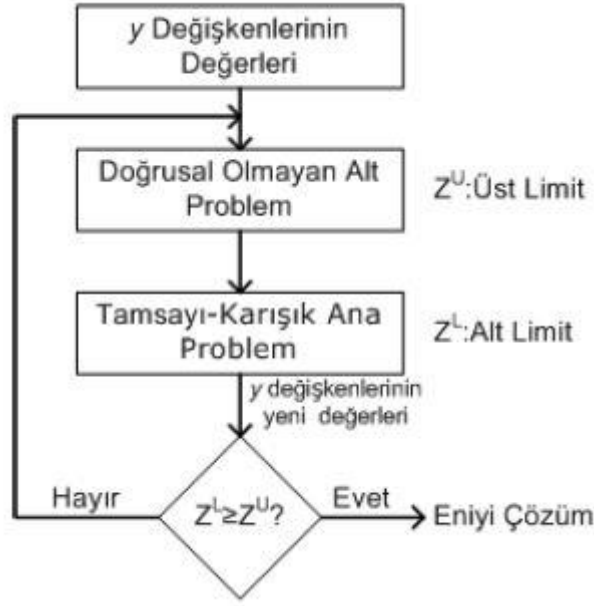 y Değişkenlerinin
Değerleri
Doğrusal Olmayan Alt
Problem
Z^U:Üst Limit
Tamsayı-Karışık Ana
Problem
Z^L:Alt Limit
y değişkenlerinin
yeni değerleri
Hayır
Z^L≥Z^U?
Evet
Eniyi Çözüm